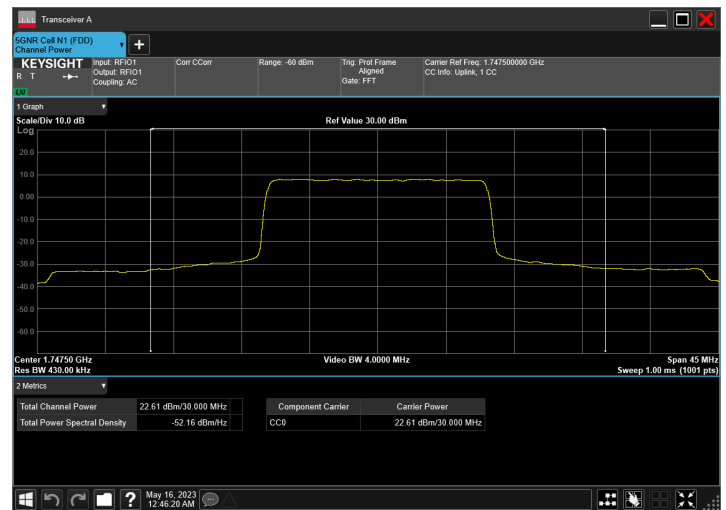 Transceiver A
5GNR Cell N1 (FDD)
Channel Power
KEYSIGHT
R T
LXI
Input: RFIO1
Output: RFIO1
Coupling: AC
Corr CCorr
Range: -60 dBm
Trig: Prot Frame
Aligned
Gate: FFT
Carrier Ref Freq: 1.747500000 GHz
CC Info: Uplink, 1 CC
1 Graph
Scale/Div 10.0 dB
Ref Value 30.00 dBm
Log
20.0
10.0
0.00
-10.0
-20.0
-30.0
-40.0
-50.0
-60.0
Center 1.74750 GHz
Video BW 4.0000 MHz
Span 45 MHz
Res BW 430.00 kHz
Sweep 1.00 ms (1001 pts)
2 Metrics
Total Channel Power 22.61 dBm/30.000 MHz
Total Power Spectral Density -52.16 dBm/Hz
Component Carrier Carrier Power
CC0 22.61 dBm/30.000 MHz
May 16, 2023
12:46:20 AM